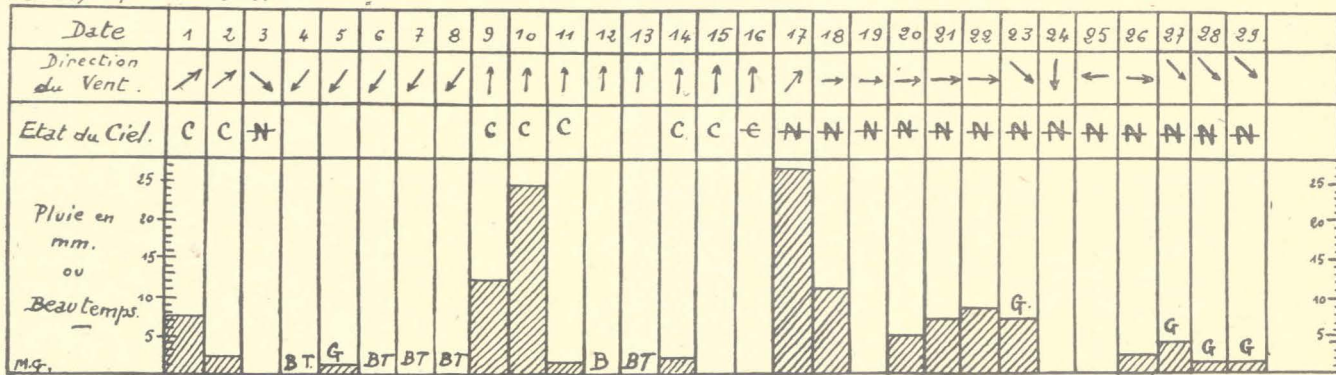 Date 1 2 3 4 5 6 7 8 9 10 11 12 13 14 15 16 17 18 19 20 21 22 23 24 25 26 27 28 29.
Direction
du Vent. ↗ ↗ ↘ ↙ ↙ ↙ ↙ ↙ ↑ ↑ ↑ ↑ ↑ ↑ ↑ ↑ ↗ → → → → → ↘ ↓ ← → ↘ ↘ ↘
Etat du Ciel. C C N C C C C C C N N N N N N N N N N N N N
25 25
Pluie en 20 20
mm.
15 15
ou
10 10
Beau temps. G.
5 G 5
M.G. BT. G BT BT BT B BT G G